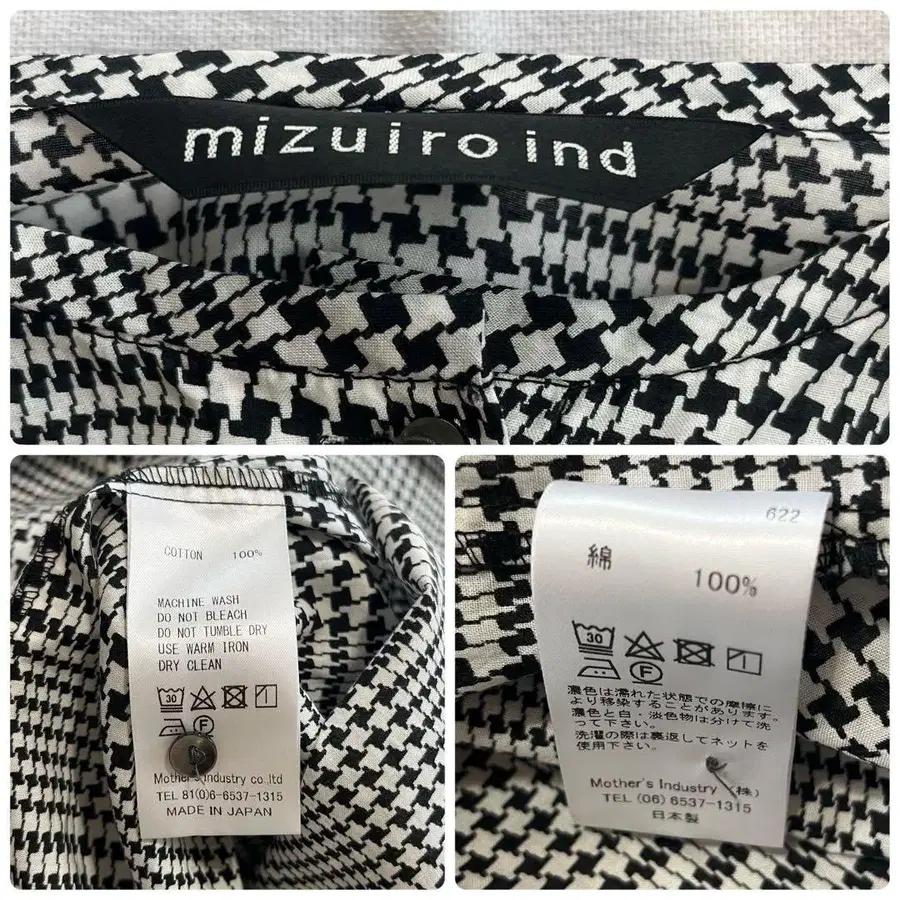 mizuiro ind
COTTON 100%
MACHINE WASH
DO NOT BLEACH
DO NOT TUMBLE DRY
USE WARM IRON
DRY CLEAN
30
F
Mother's Industry co.,ltd
TEL 81(0)6-6537-1315
MADE IN JAPAN
622
綿 100%
30
F
濃色は濡れた状態での摩擦に
より移染することがあります。
濃色と白・淡色物は分けて洗
って下さい。
洗濯の際は裏返してネットを
使用下さい。
Mother's Industry (株)
TEL (06) 6537-1315
日本製